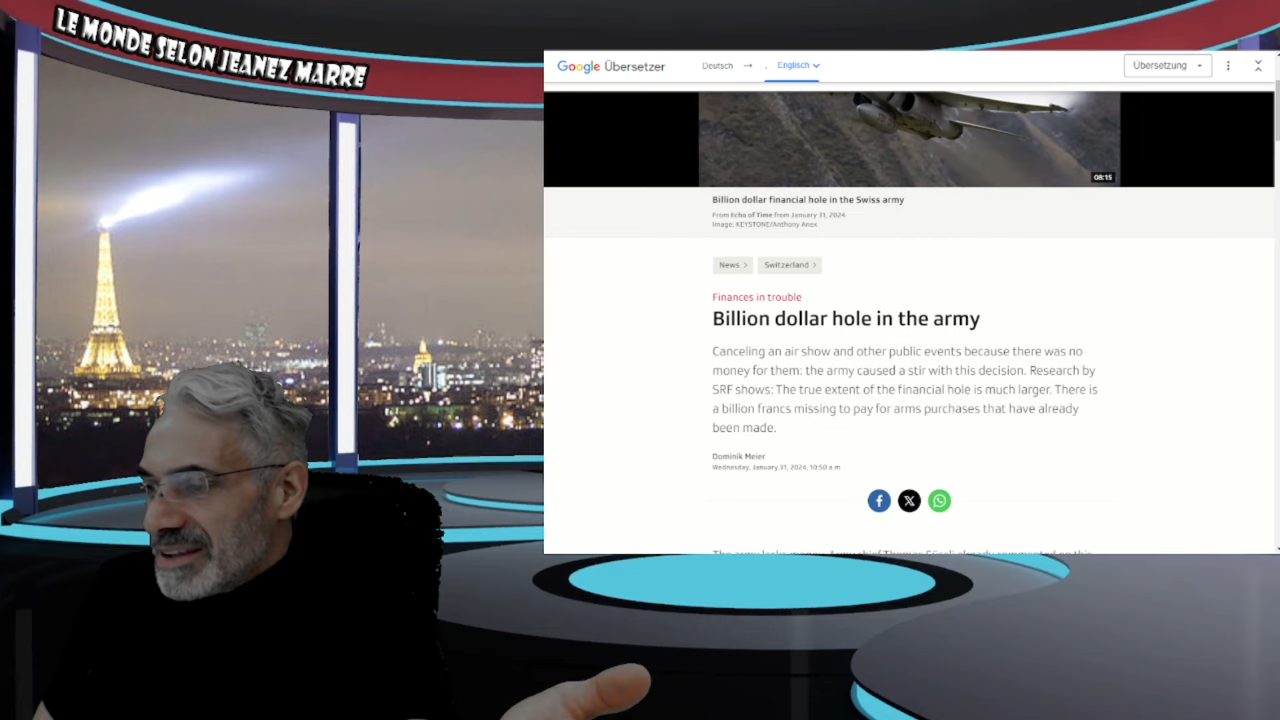 LE MONDE SELON JEANEZ MARRE
Google Übersetzer
Deutsch → Englisch
Übersetzung
08:15
Billion dollar financial hole in the Swiss army
From Echo of Time from January 31, 2024.
Image: KEYSTONE/Anthony Anex
News >
Switzerland >
Finances in trouble
Billion dollar hole in the army
Canceling an air show and other public events because there was no
money for them: the army caused a stir with this decision. Research by
SRF shows: The true extent of the financial hole is much larger. There is
a billion francs missing to pay for arms purchases that have already
been made.
Dominik Meier
Wednesday, January 31, 2024, 10:50 a.m